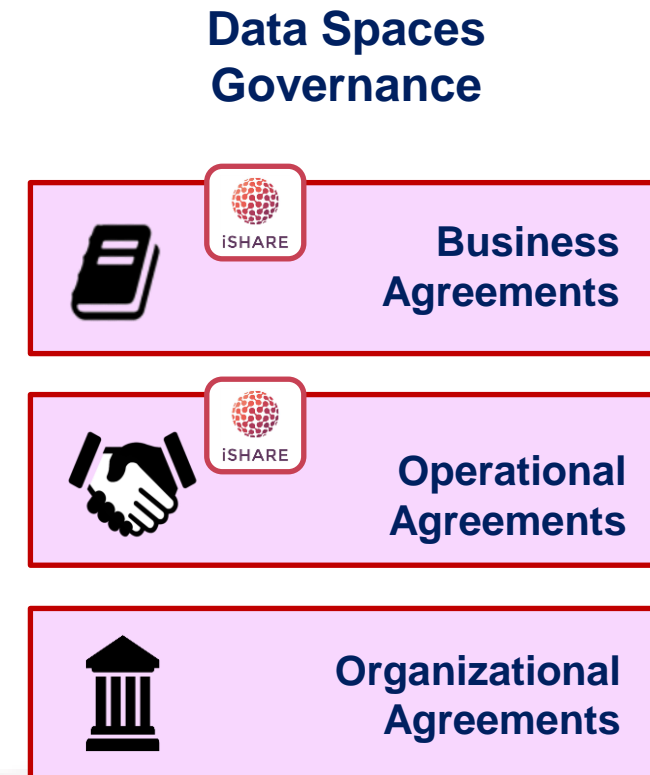 Data Spaces
Governance
iSHARE
Business
Agreements
iSHARE
Operational
Agreements
Organizational
Agreements